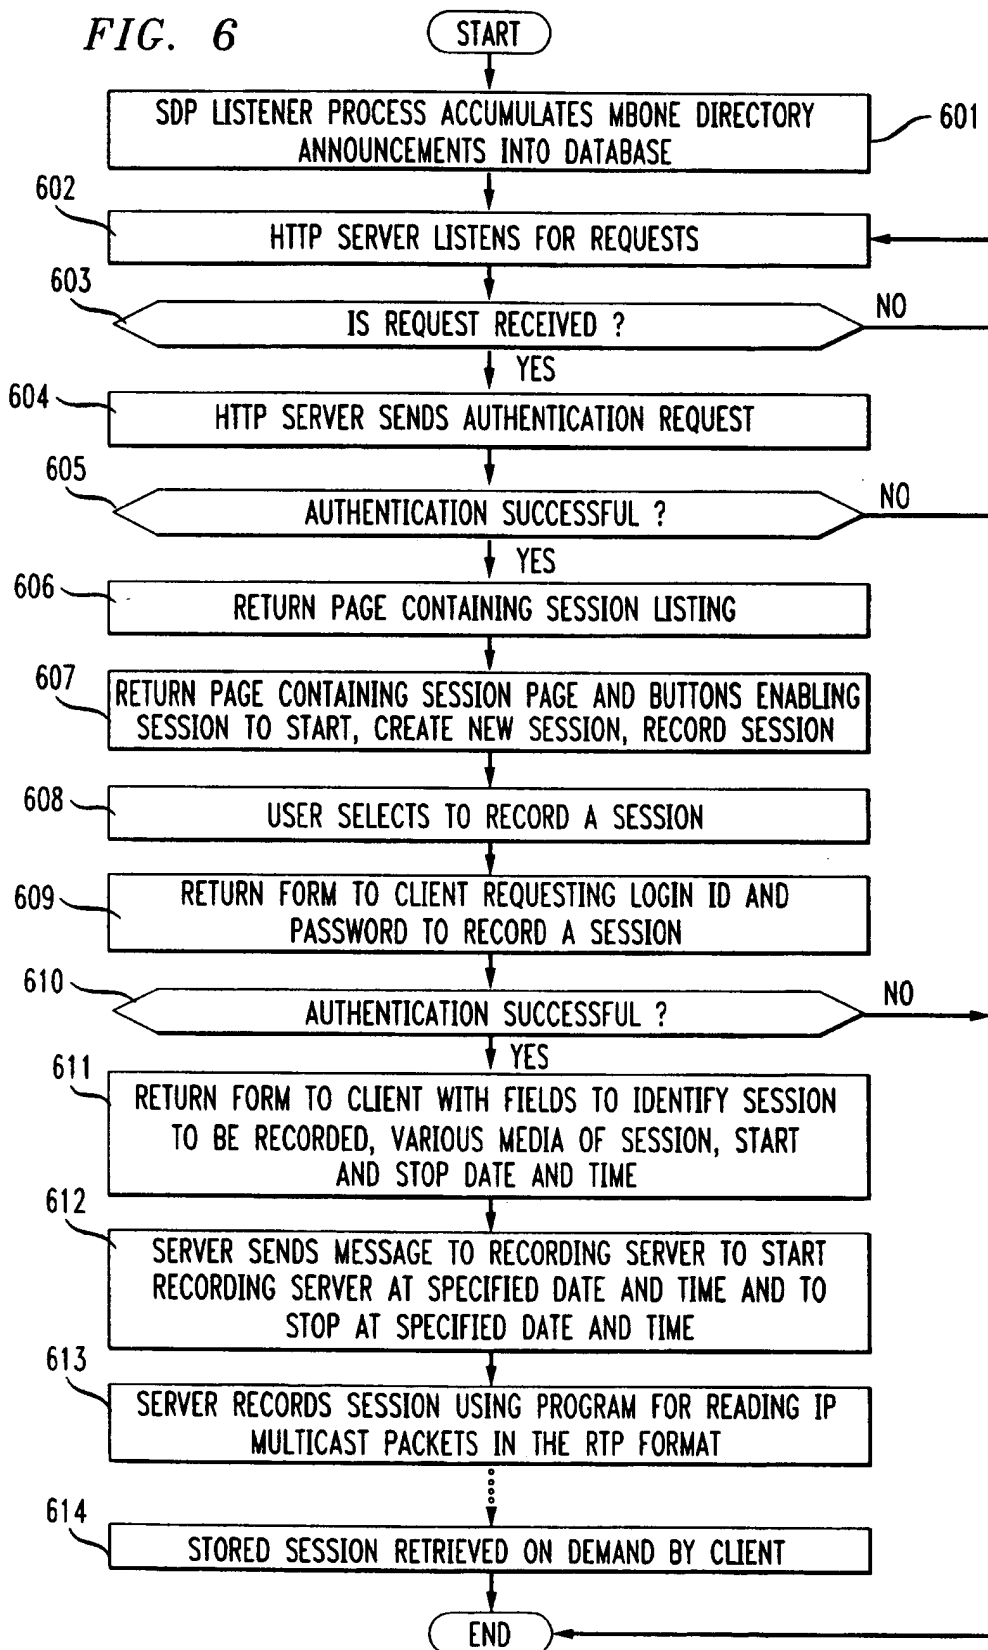 FIG. 6
START
SDP LISTENER PROCESS ACCUMULATES MBONE DIRECTORY
ANNOUNCEMENTS INTO DATABASE
601
602
HTTP SERVER LISTENS FOR REQUESTS
603
IS REQUEST RECEIVED ?
NO
YES
604
HTTP SERVER SENDS AUTHENTICATION REQUEST
605
AUTHENTICATION SUCCESSFUL ?
NO
YES
606
RETURN PAGE CONTAINING SESSION LISTING
607
RETURN PAGE CONTAINING SESSION PAGE AND BUTTONS ENABLING
SESSION TO START, CREATE NEW SESSION, RECORD SESSION
608
USER SELECTS TO RECORD A SESSION
609
RETURN FORM TO CLIENT REQUESTING LOGIN ID AND
PASSWORD TO RECORD A SESSION
610
AUTHENTICATION SUCCESSFUL ?
NO
YES
611
RETURN FORM TO CLIENT WITH FIELDS TO IDENTIFY SESSION
TO BE RECORDED, VARIOUS MEDIA OF SESSION, START
AND STOP DATE AND TIME
612
SERVER SENDS MESSAGE TO RECORDING SERVER TO START
RECORDING SERVER AT SPECIFIED DATE AND TIME AND TO
STOP AT SPECIFIED DATE AND TIME
613
SERVER RECORDS SESSION USING PROGRAM FOR READING IP
MULTICAST PACKETS IN THE RTP FORMAT
614
STORED SESSION RETRIEVED ON DEMAND BY CLIENT
END